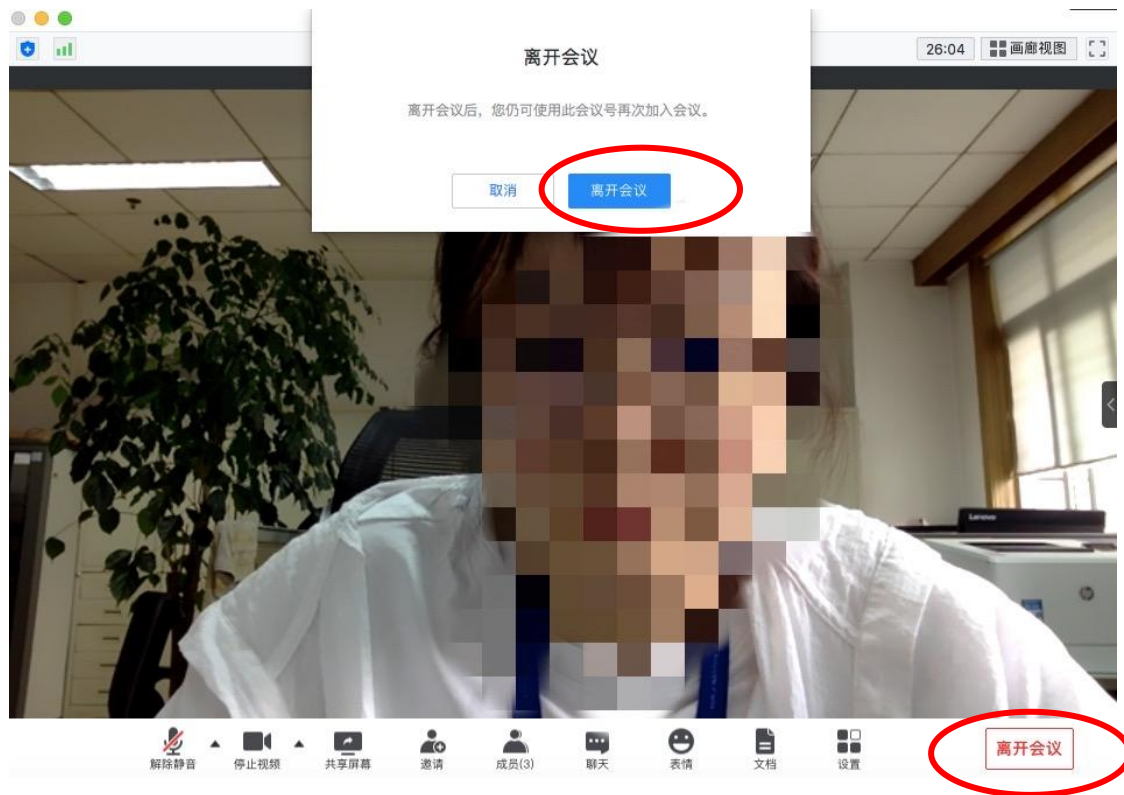 离开会议
26:04
画廊视图
离开会议后，您仍可使用此会议号再次加入会议。
取消
离开会议
Lenovo
hp
解除静音
停止视频
共享屏幕
邀请
成员(3)
聊天
表情
文档
设置
离开会议